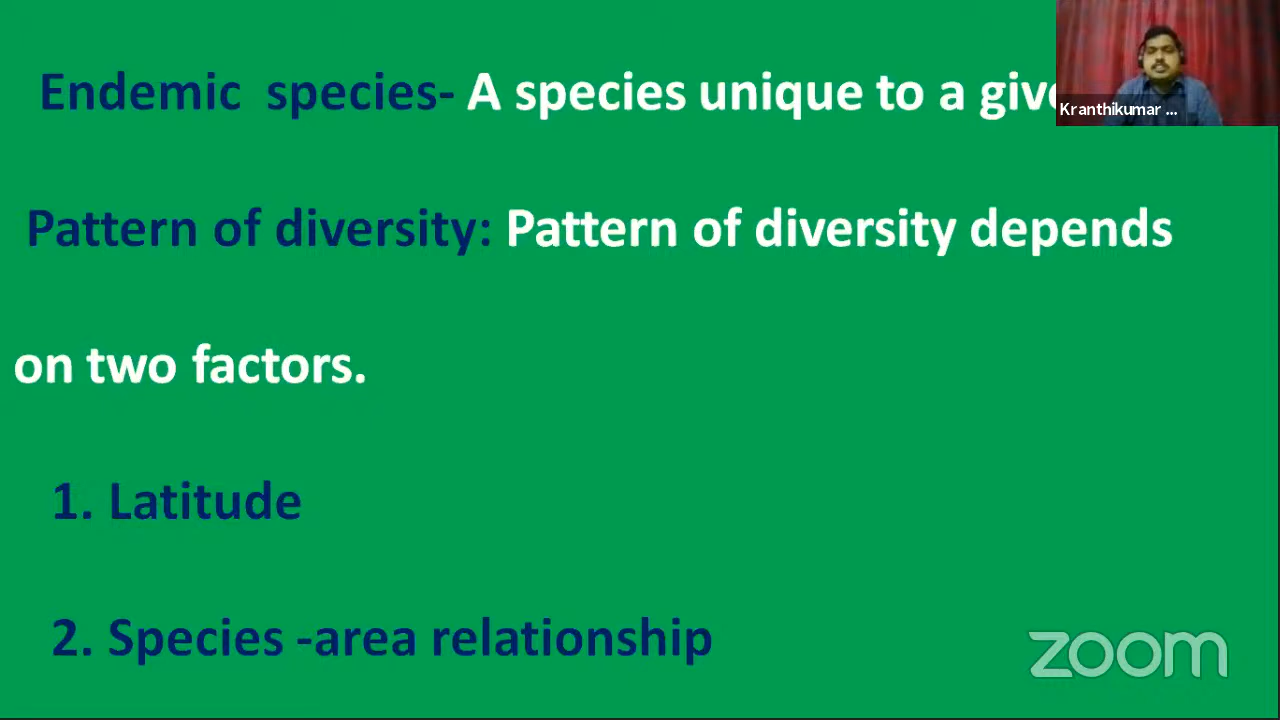 Endemic species- A species unique to a give
Kranthikumar ...
Pattern of diversity: Pattern of diversity depends
on two factors.
1. Latitude
2. Species -area relationship
zoom